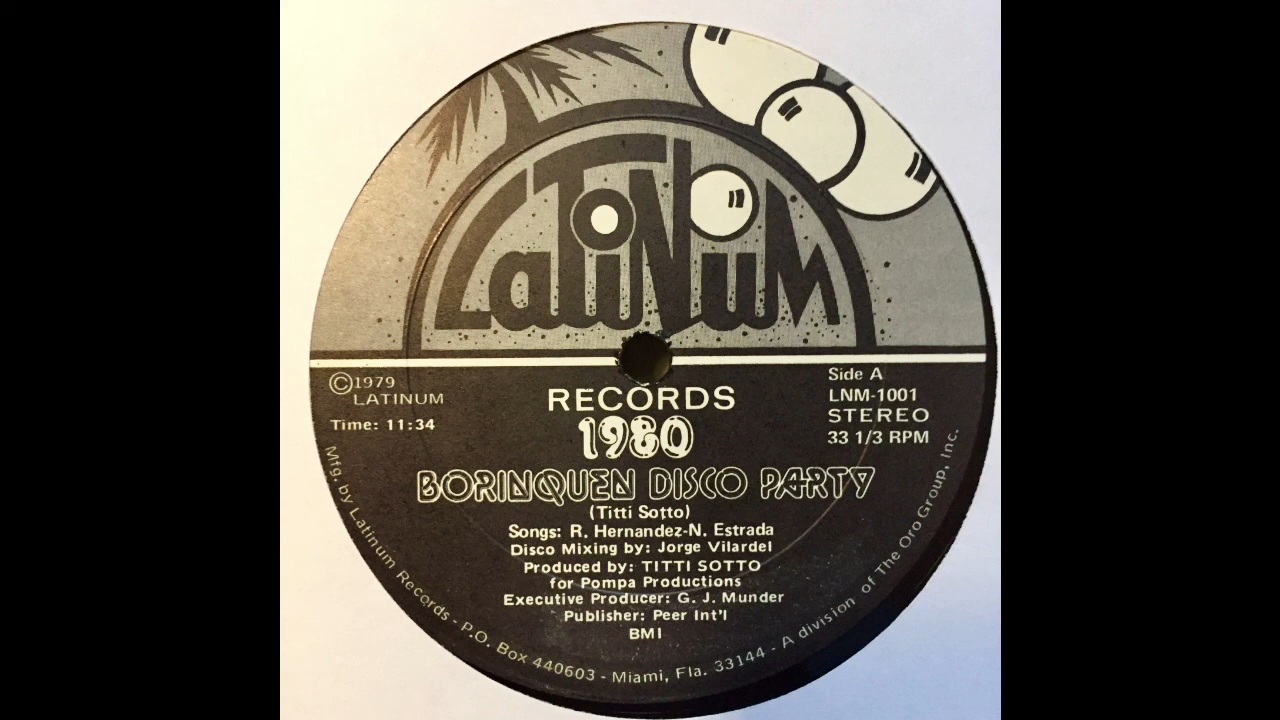 LaTiNuM
©1979
LATINUM
Time: 11:34
Side A
LNM-1001
STEREO
33 1/3 RPM
RECORDS
1980
BORINQUEN DISCO PARTY
(Titti Sotto)
Songs: R. Hernandez-N. Estrada
Disco Mixing by: Jorge Vilardel
Produced by: TITTI SOTTO
for Pompa Productions
Executive Producer: G. J. Munder
Publisher: Peer Int'l
BMI
Mfg. by Latinum Records - P.O. Box 440603 - Miami, Fla. 33144 - A division of The Oro Group, Inc.